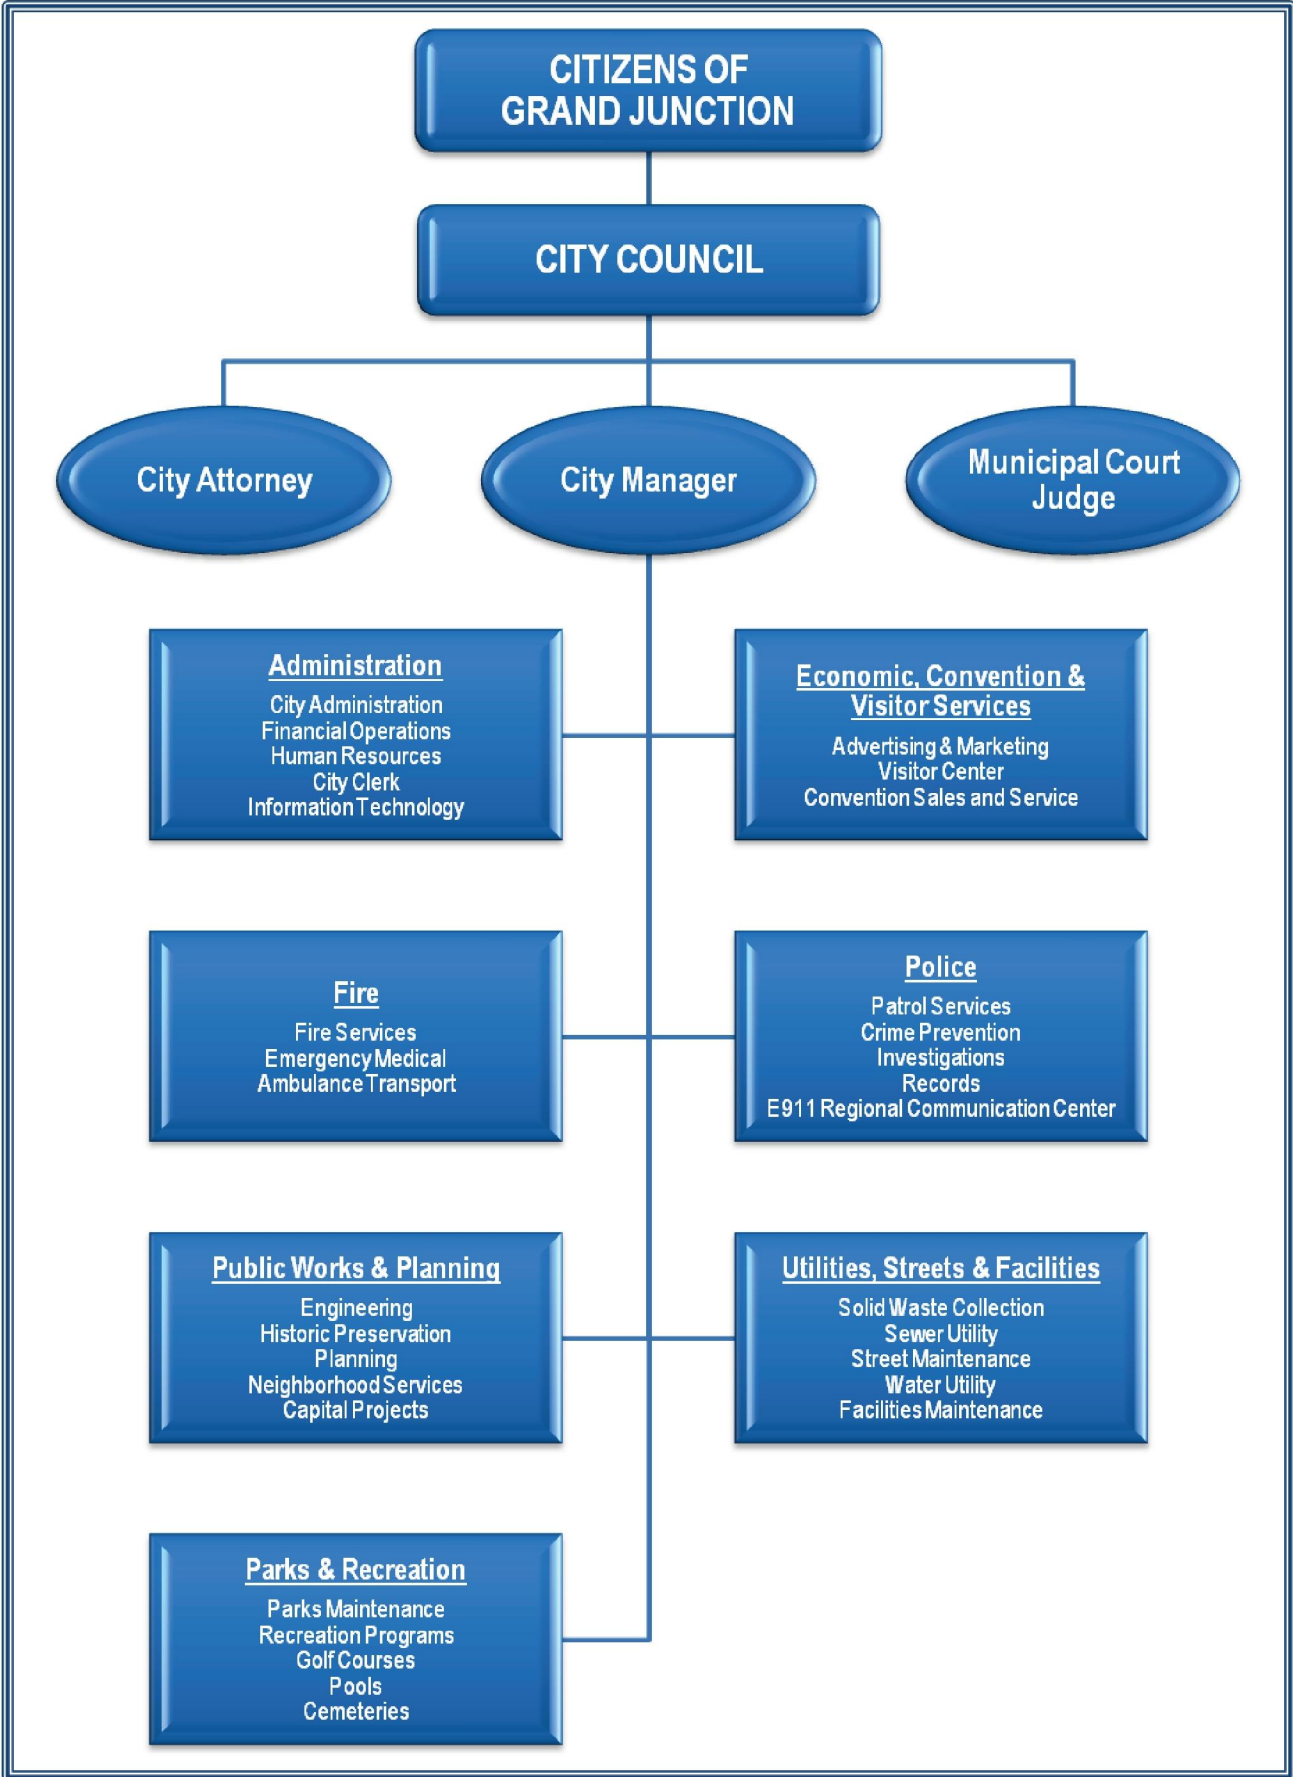 CITIZENS OF
GRAND JUNCTION
CITY COUNCIL
City Attorney
City Manager
Municipal Court
Judge
Administration
City Administration
Financial Operations
Human Resources
City Clerk
Information Technology
Economic, Convention &
Visitor Services
Advertising & Marketing
Visitor Center
Convention Sales and Service
Fire
Fire Services
Emergency Medical
Ambulance Transport
Police
Patrol Services
Crime Prevention
Investigations
Records
E911 Regional Communication Center
Public Works & Planning
Engineering
Historic Preservation
Planning
Neighborhood Services
Capital Projects
Utilities, Streets & Facilities
Solid Waste Collection
Sewer Utility
Street Maintenance
Water Utility
Facilities Maintenance
Parks & Recreation
Parks Maintenance
Recreation Programs
Golf Courses
Pools
Cemeteries